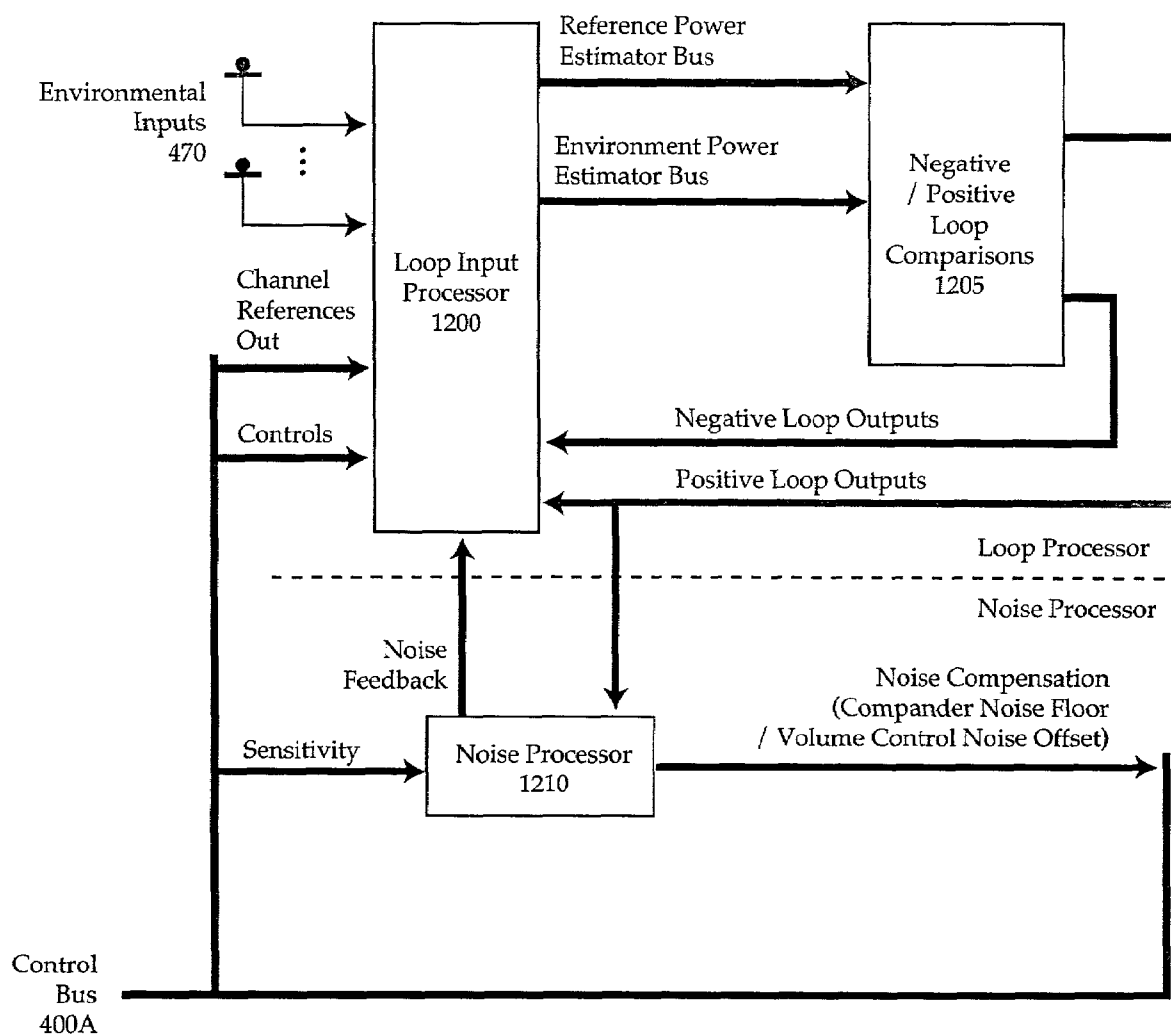 Reference Power
Estimator Bus
Environmental
Inputs
470
Environment Power
Estimator Bus
Negative
/ Positive
Loop
Comparisons
1205
Loop Input
Processor
1200
Channel
References
Out
Controls
Negative Loop Outputs
Positive Loop Outputs
Loop Processor
Noise Processor
Noise
Feedback
Noise Compensation
(Compander Noise Floor
/ Volume Control Noise Offset)
Sensitivity
Noise Processor
1210
Control
Bus
400A